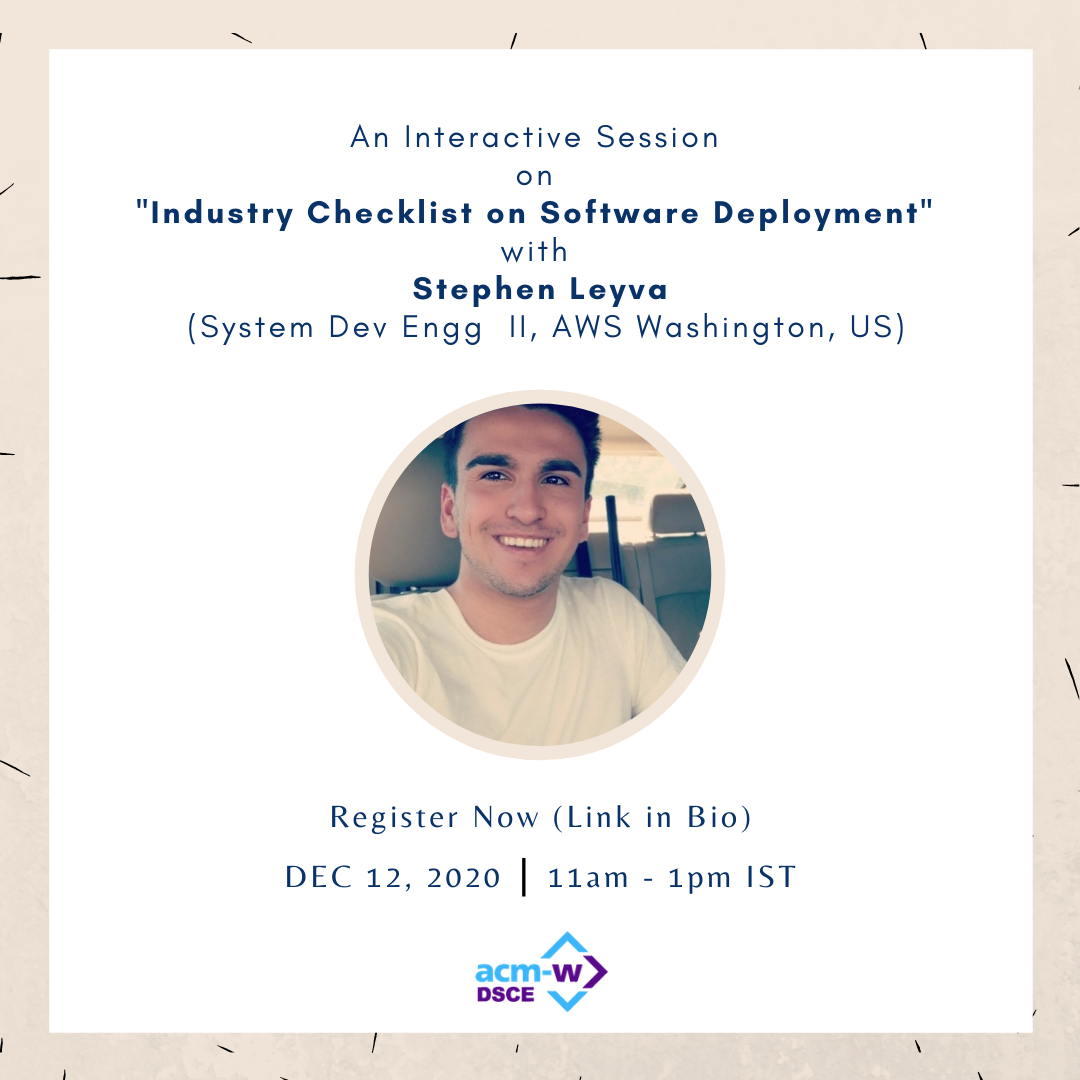 An Interactive Session
on
"Industry Checklist on Software Deployment"
with
Stephen Leyva
(System Dev Engg  II, AWS Washington, US)
Register Now (Link in Bio)
DEC 12, 2020 | 11am - 1pm IST
acm-w
DSCE